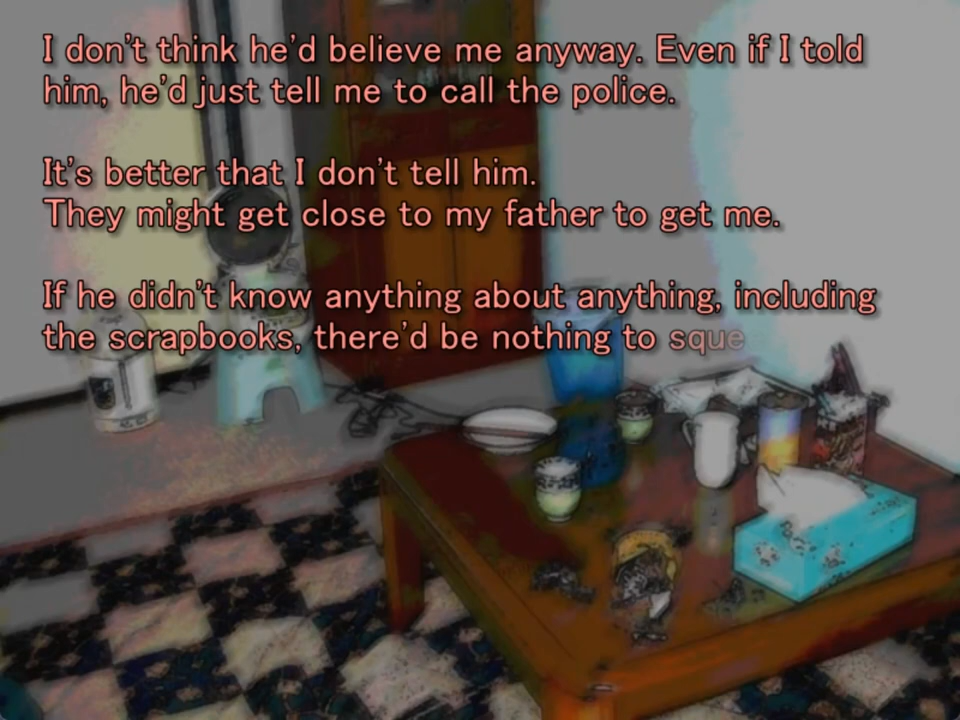 I don't think he'd believe me anyway. Even if I told
him, he'd just tell me to call the police.
It's better that I don't tell him.
They might get close to my father to get me.
If he didn't know anything about anything, including
the scrapbooks, there'd be nothing to sque